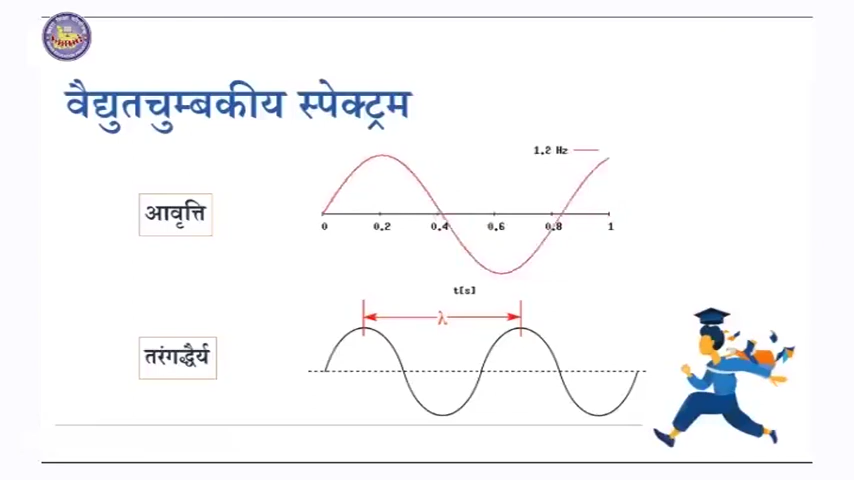 वैद्युतचुम्बकीय स्पेक्ट्रम
1.2 Hz
आवृत्ति
0 0.2 0.4 0.6 0.8 1
t[s]
λ
तरंगद्धैर्य